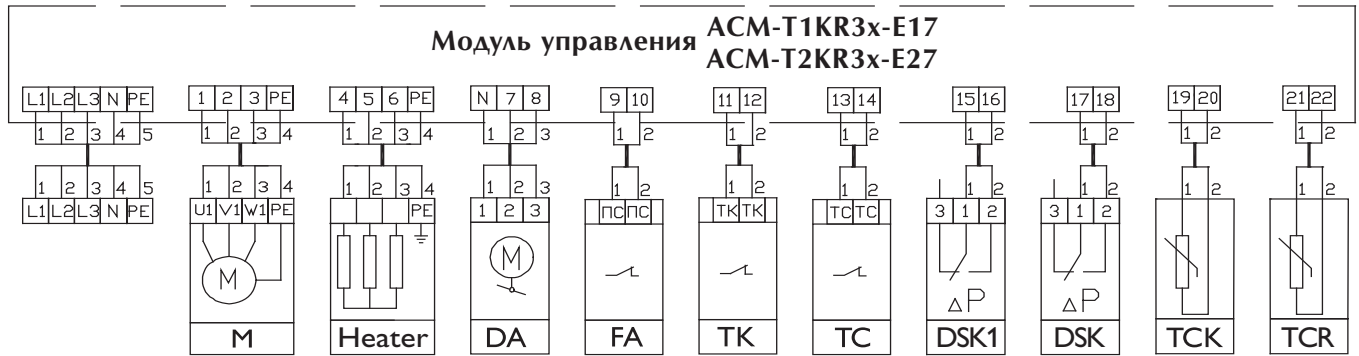 Модуль управления ACM-T1KR3x-E17
ACM-T2KR3x-E27
L1 L2 L3 N PE 1 2 3 PE 4 5 6 PE N 7 8 9 10 11 12 13 14 15 16 17 18 19 20 21 22
1 2 3 4 5 1 2 3 4 1 2 3 4 1 2 3 1 2 1 2 1 2 1 2 1 2 1 2 1 2
1 2 3 4 5 1 2 3 4 1 2 3 4 1 2 3 1 2 1 2 1 2 1 2 1 2 1 2 1 2
L1 L2 L3 N PE U1 V1 W1 PE PE 1 2 3 ПС ПС ТК ТК ТС ТС 3 1 2 3 1 2
M M
ΔP ΔP
M Heater DA FA TK TC DSK1 DSK TCK TCR